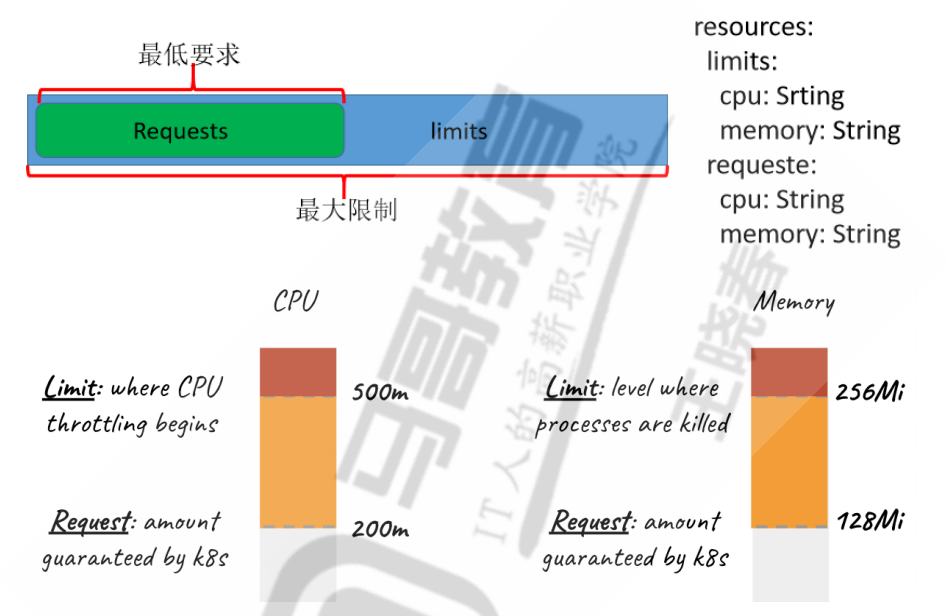 最低要求
Requests
limits
最大限制
resources:
limits:
cpu: Srting
memory: String
requeste:
cpu: String
memory: String
CPU
Limit: where CPU
throttling begins
500m
Request: amount
guaranteed by k8s
200m
Memory
Limit: level where
processes are killed
256Mi
Request: amount
guaranteed by k8s
128Mi
马哥教育
IT人的高薪职业学院
王晓春